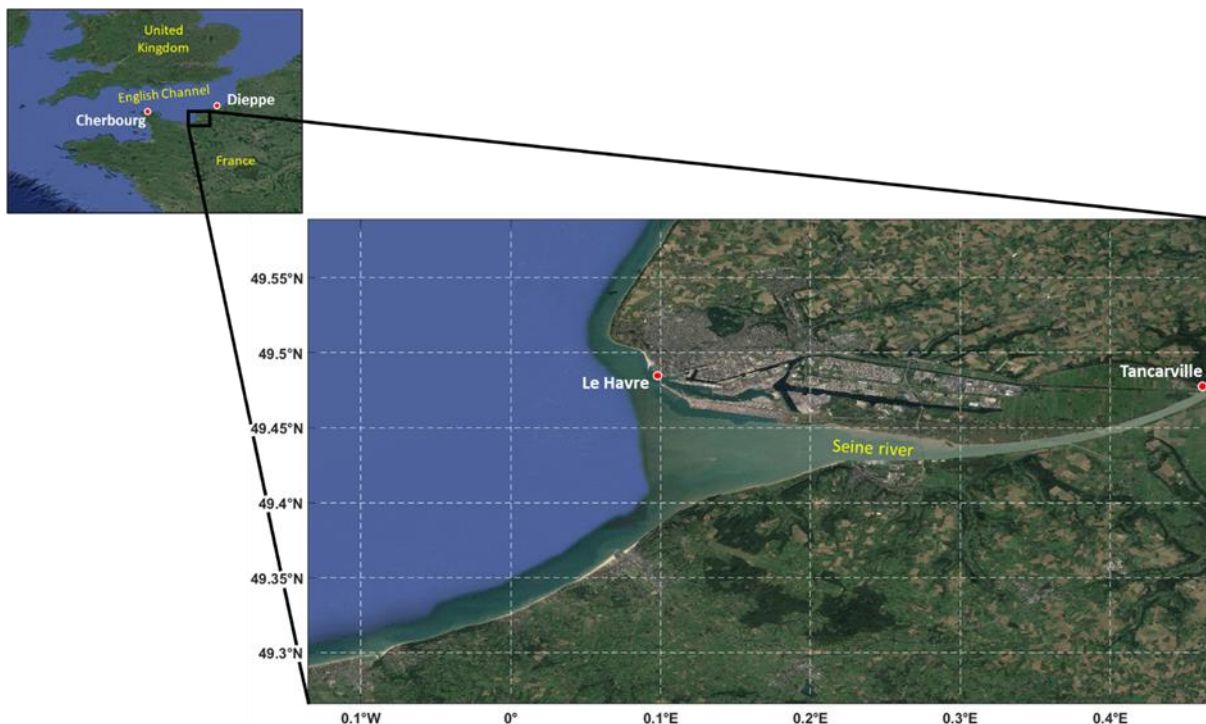 United
Kingdom
English Channel
Dieppe
Cherbourg
France
49.55°N
49.5°N
Le Havre
Tancarville
49.45°N
Seine river
49.4°N
49.35°N
49.3°N
0.1°W
0°
0.1°E
0.2°E
0.3°E
0.4°E